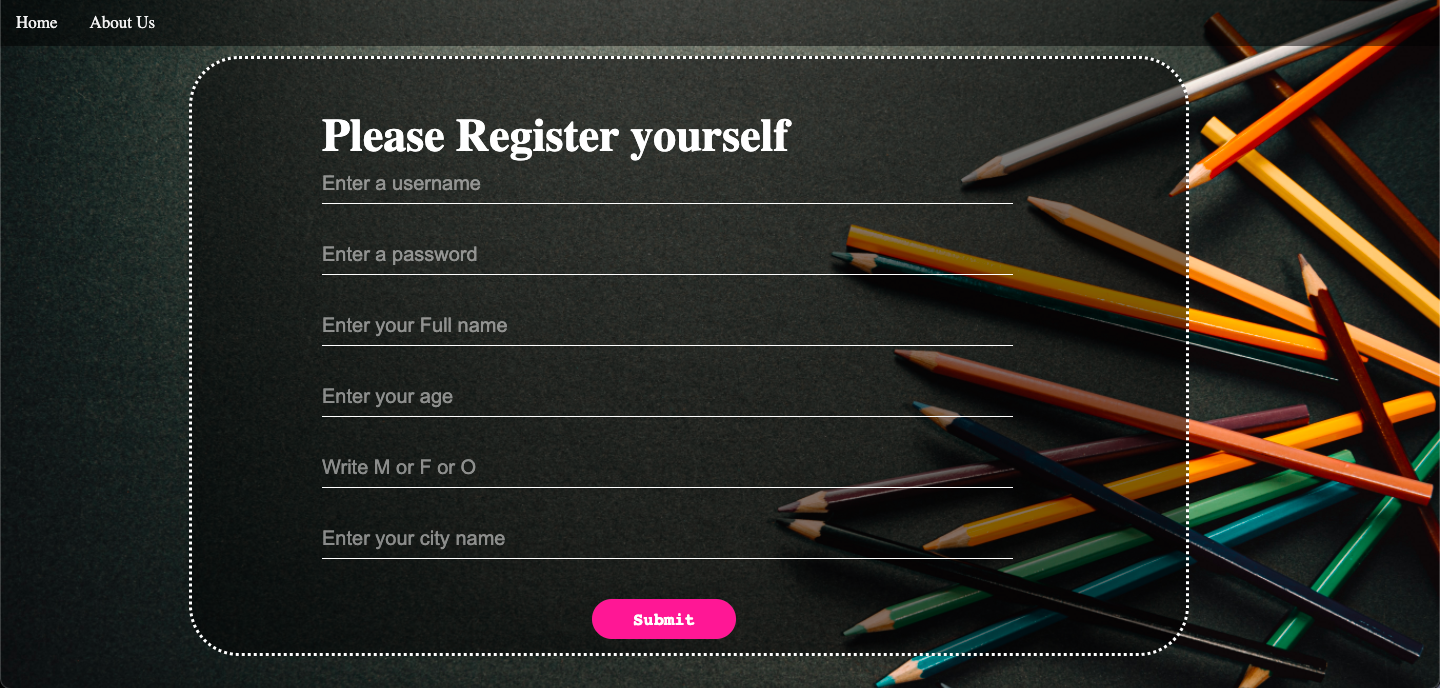 Home About Us
Please Register yourself
Enter a username
Enter a password
Enter your Full name
Enter your age
Write M or F or O
Enter your city name
Submit